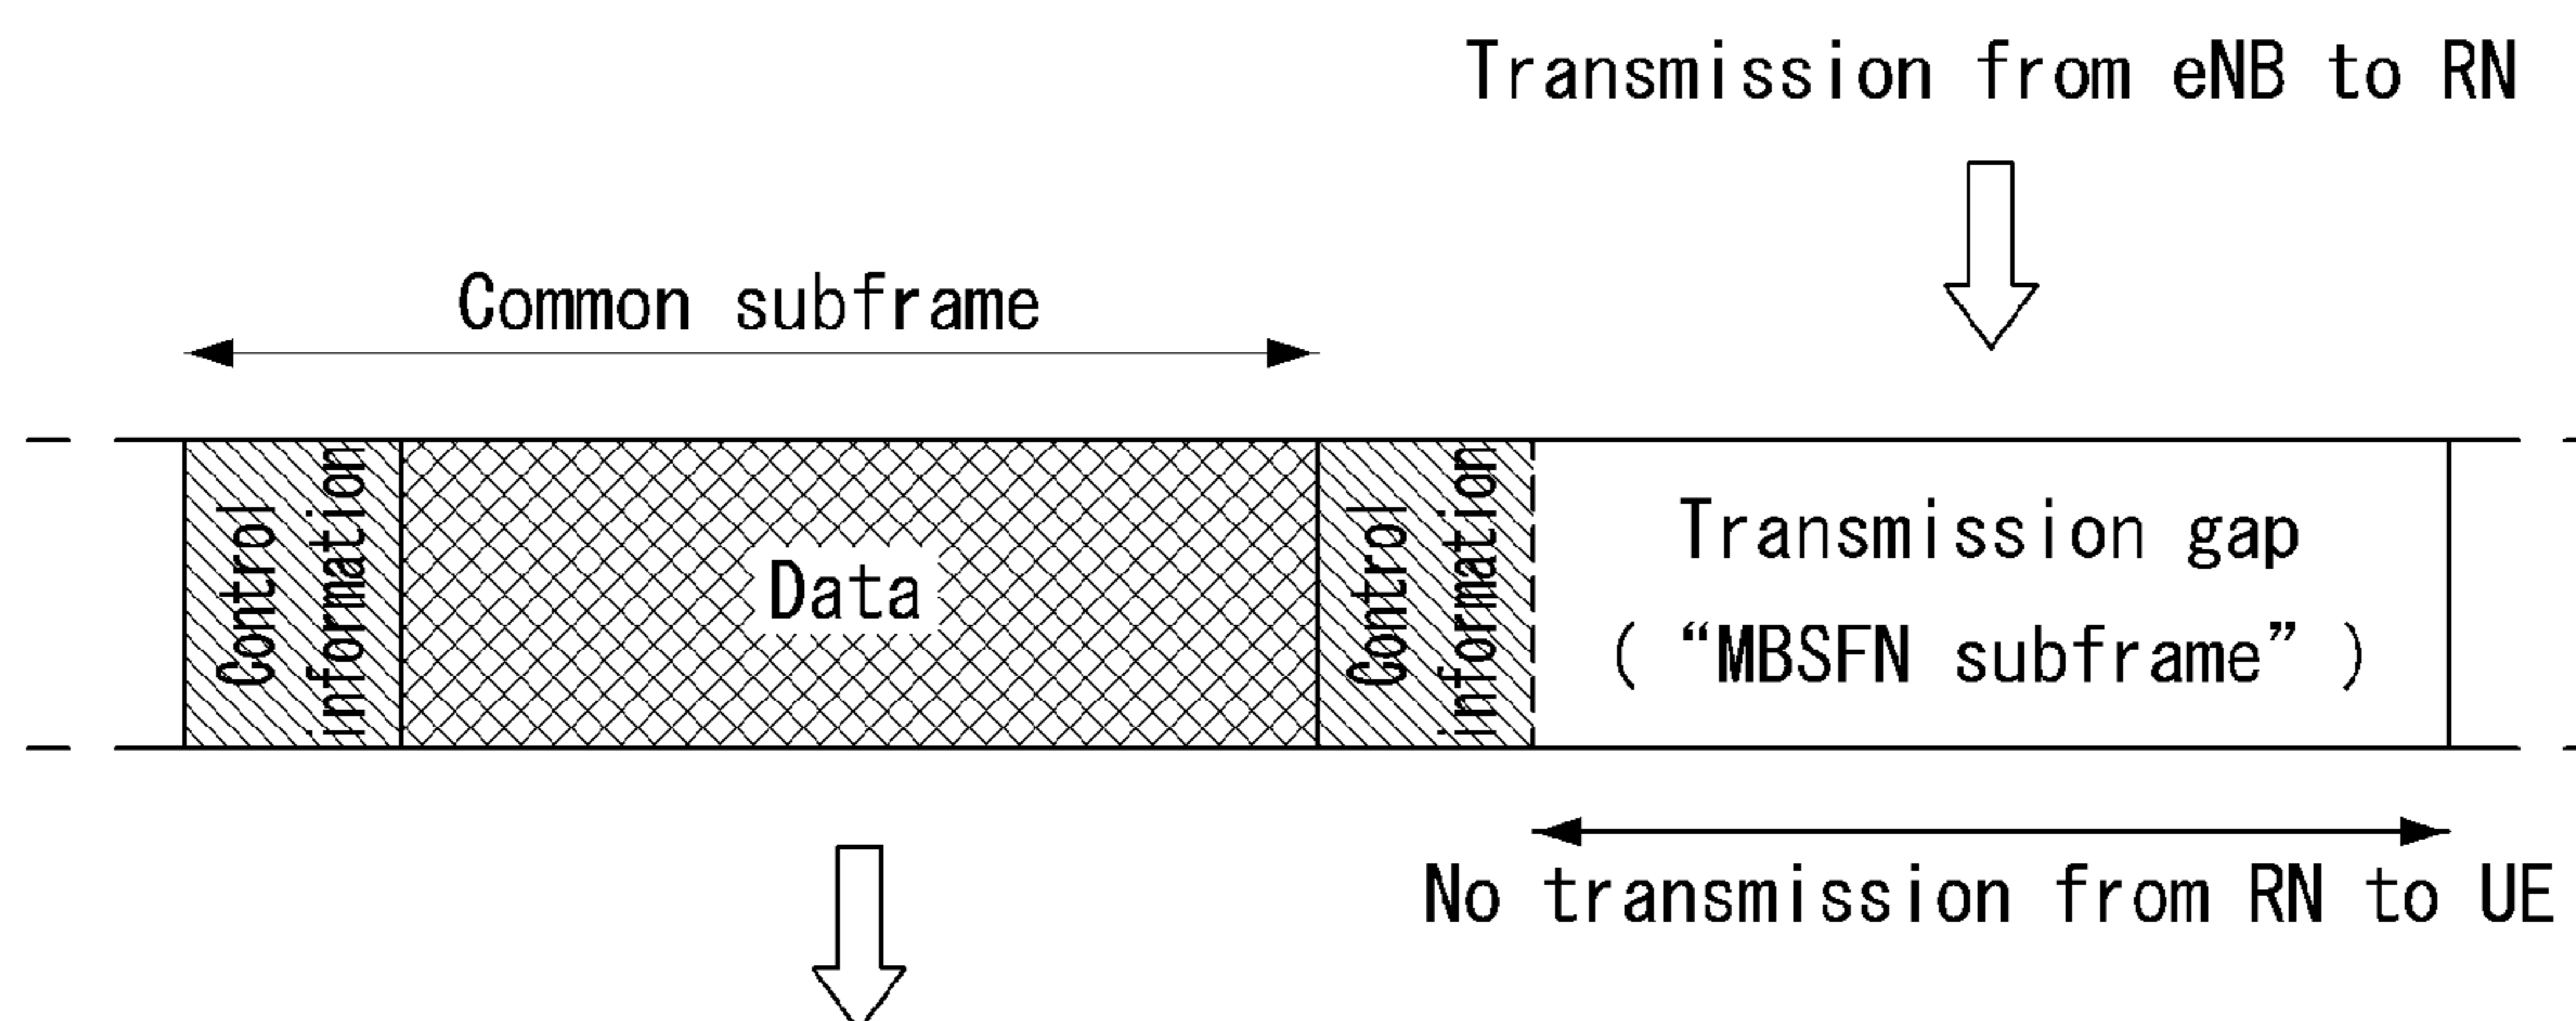 Transmission from eNB to RN
Common subframe
Control
information
Data
Control
information
Transmission gap
( “MBSFN subframe” )
No transmission from RN to UE